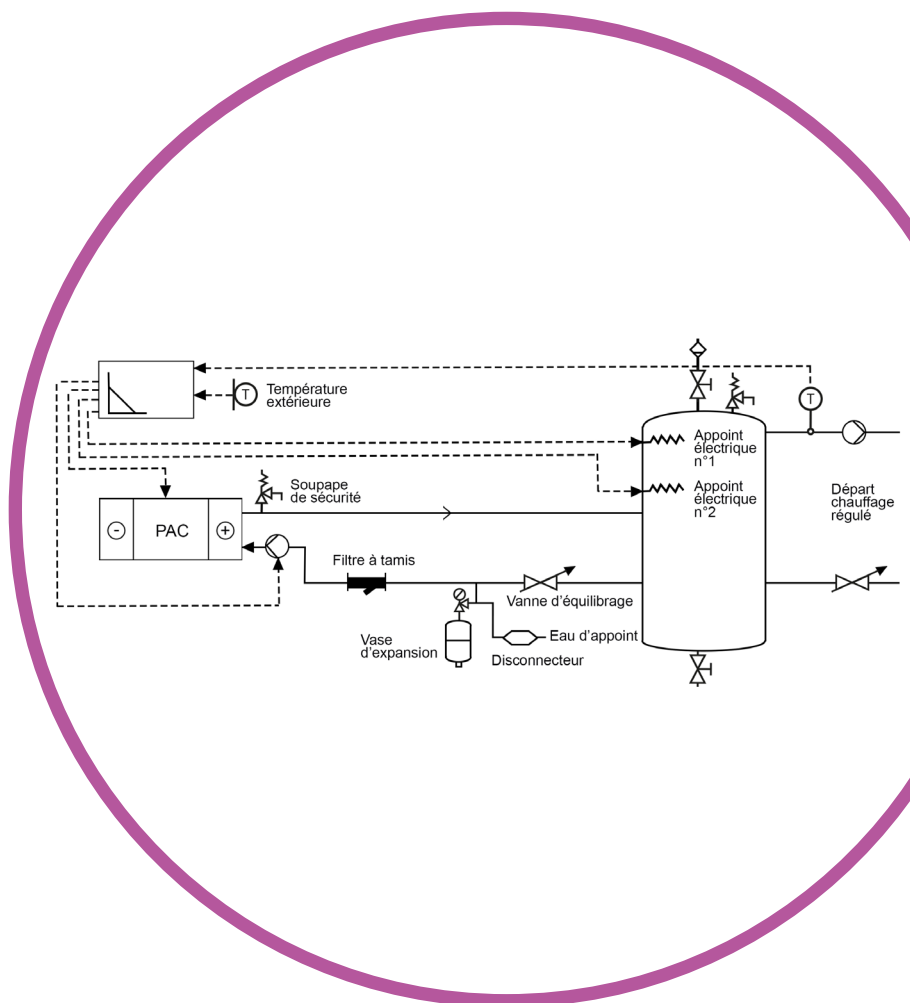 T
Température
extérieure
T
Appoint
électrique
n°1
Appoint
électrique
n°2
Départ
chauffage
régulé
Soupape
de sécurité
-
PAC
+
Filtre à tamis
Vanne d'équilibrage
Vase
d'expansion
Eau d'appoint
Disconnecteur